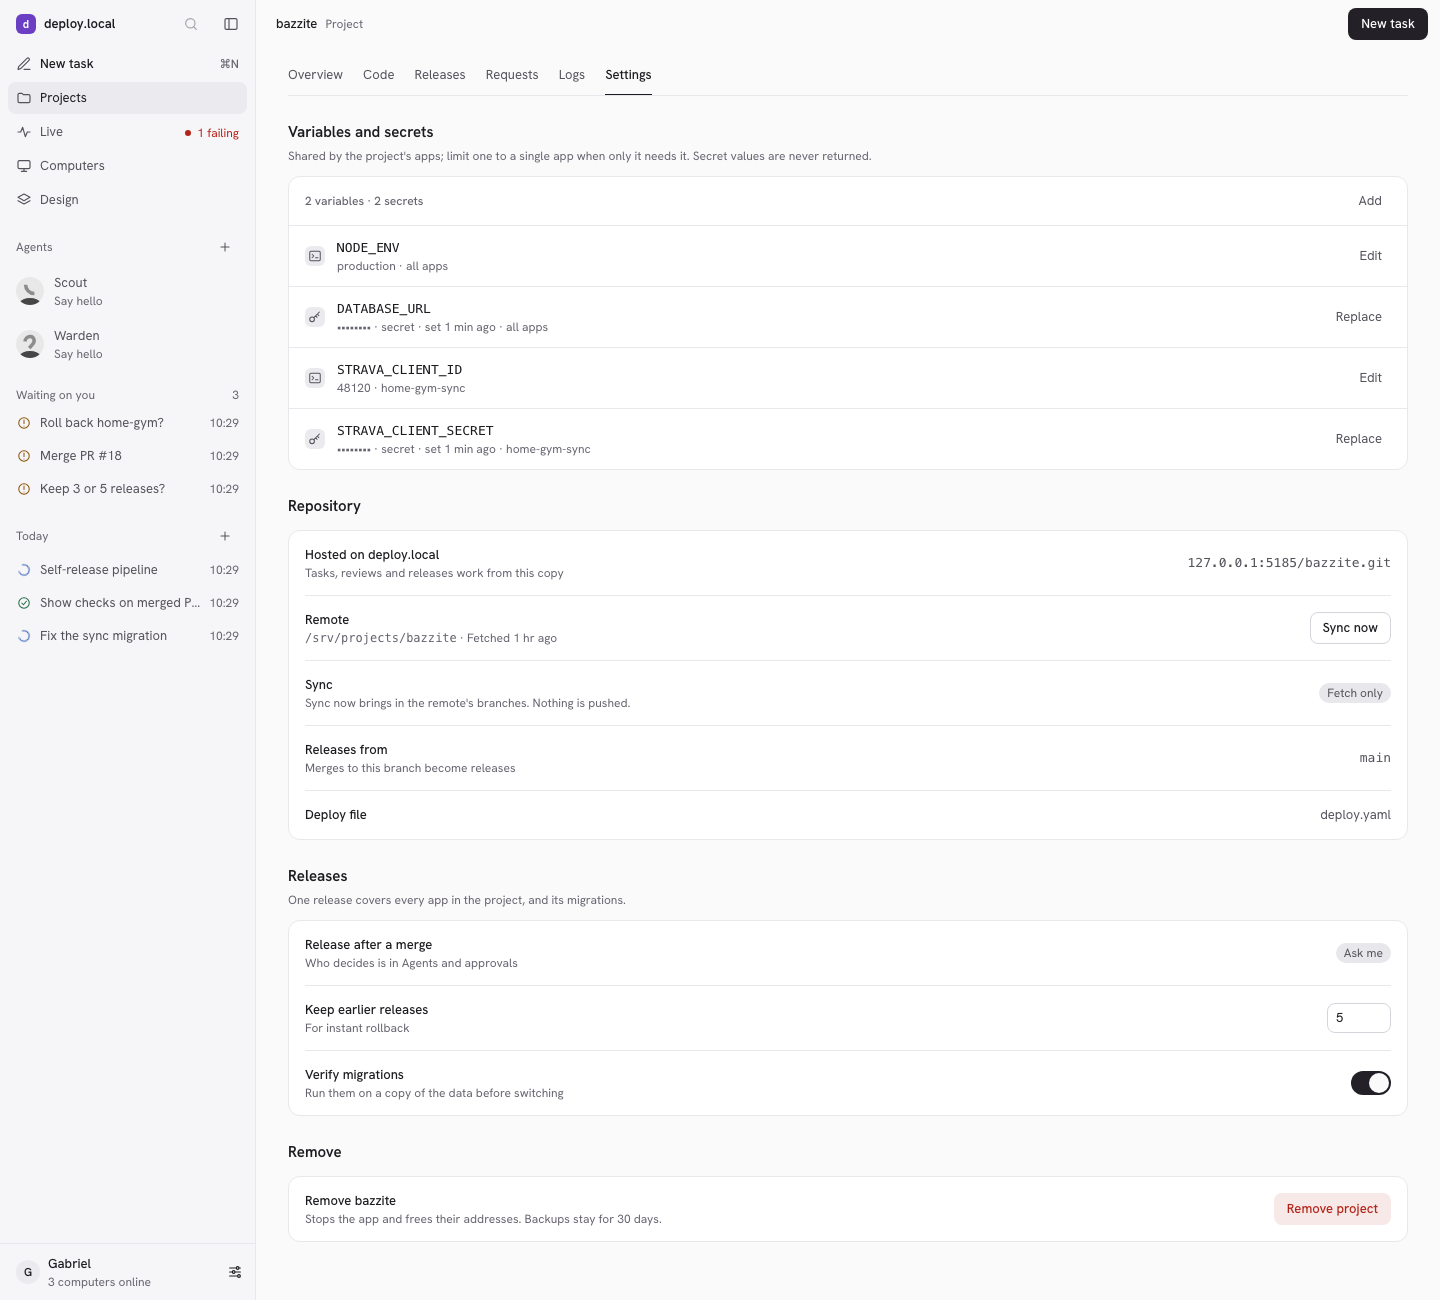 d deploy.local
New task ⌘N
Projects
Live 1 failing
Computers
Design
Agents
Scout
Say hello
Warden
Say hello
Waiting on you 3
Roll back home-gym? 10:29
Merge PR #18 10:29
Keep 3 or 5 releases? 10:29
Today
Self-release pipeline 10:29
Show checks on merged P... 10:29
Fix the sync migration 10:29
G Gabriel
3 computers online
bazzite Project
New task
Overview Code Releases Requests Logs Settings
Variables and secrets
Shared by the project's apps; limit one to a single app when only it needs it. Secret values are never returned.
2 variables · 2 secrets Add
NODE_ENV
production · all apps
Edit
DATABASE_URL
•••••••• · secret · set 1 min ago · all apps
Replace
STRAVA_CLIENT_ID
48120 · home-gym-sync
Edit
STRAVA_CLIENT_SECRET
•••••••• · secret · set 1 min ago · home-gym-sync
Replace
Repository
Hosted on deploy.local
Tasks, reviews and releases work from this copy
127.0.0.1:5185/bazzite.git
Remote
/srv/projects/bazzite · Fetched 1 hr ago
Sync now
Sync
Sync now brings in the remote's branches. Nothing is pushed.
Fetch only
Releases from
Merges to this branch become releases
main
Deploy file deploy.yaml
Releases
One release covers every app in the project, and its migrations.
Release after a merge
Who decides is in Agents and approvals
Ask me
Keep earlier releases
For instant rollback
5
Verify migrations
Run them on a copy of the data before switching
Remove
Remove bazzite
Stops the app and frees their addresses. Backups stay for 30 days.
Remove project